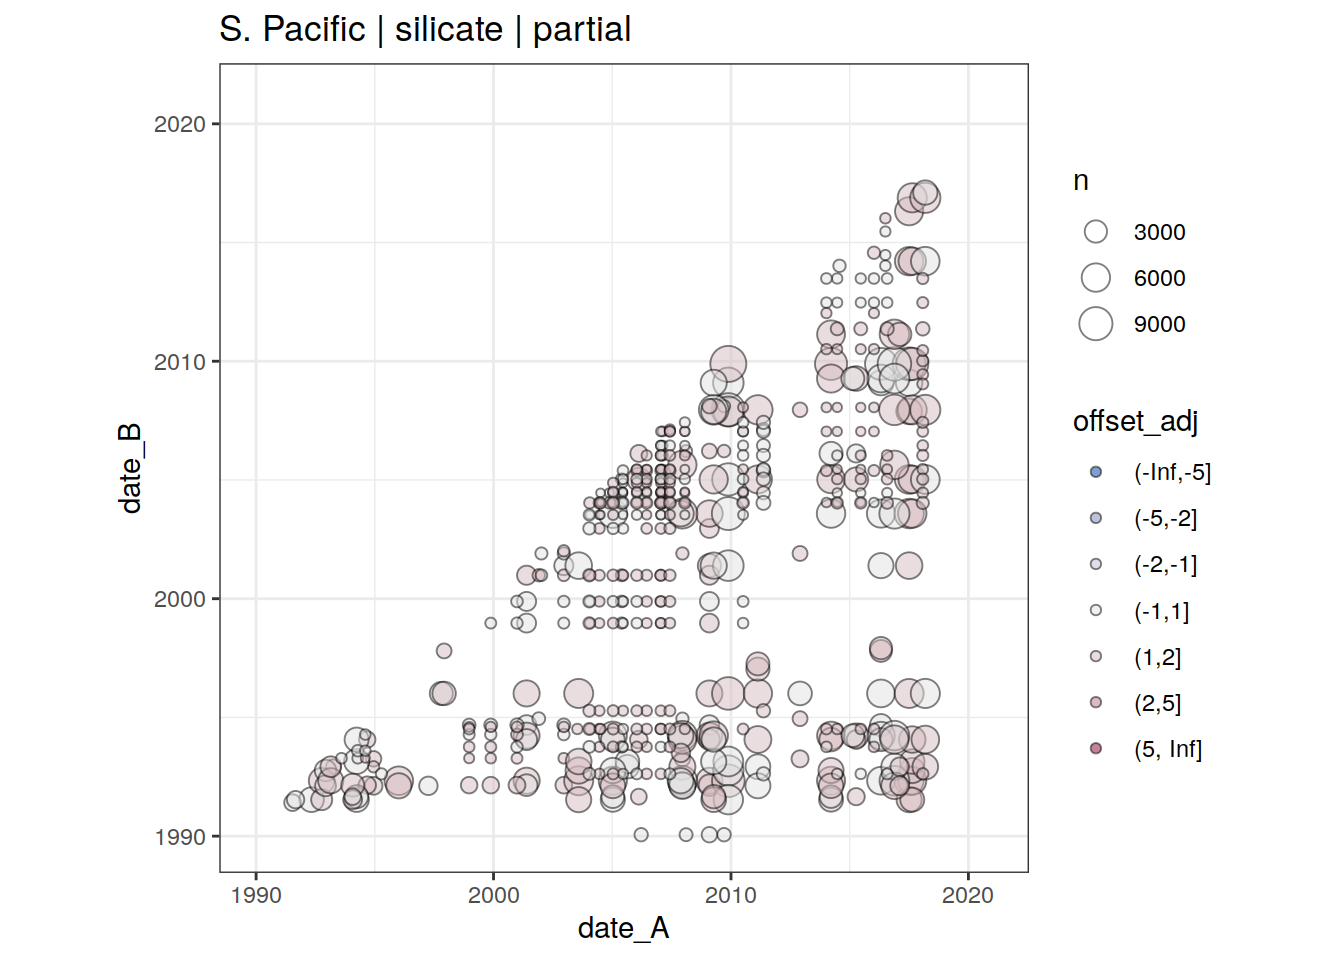 S. Pacific | silicate | partial
2020
2010
2000
1990
date_B
1990
2000
2010
2020
date_A
n
3000
6000
9000
offset_adj
(-Inf,-5]
(-5,-2]
(-2,-1]
(-1,1]
(1,2]
(2,5]
(5, Inf]